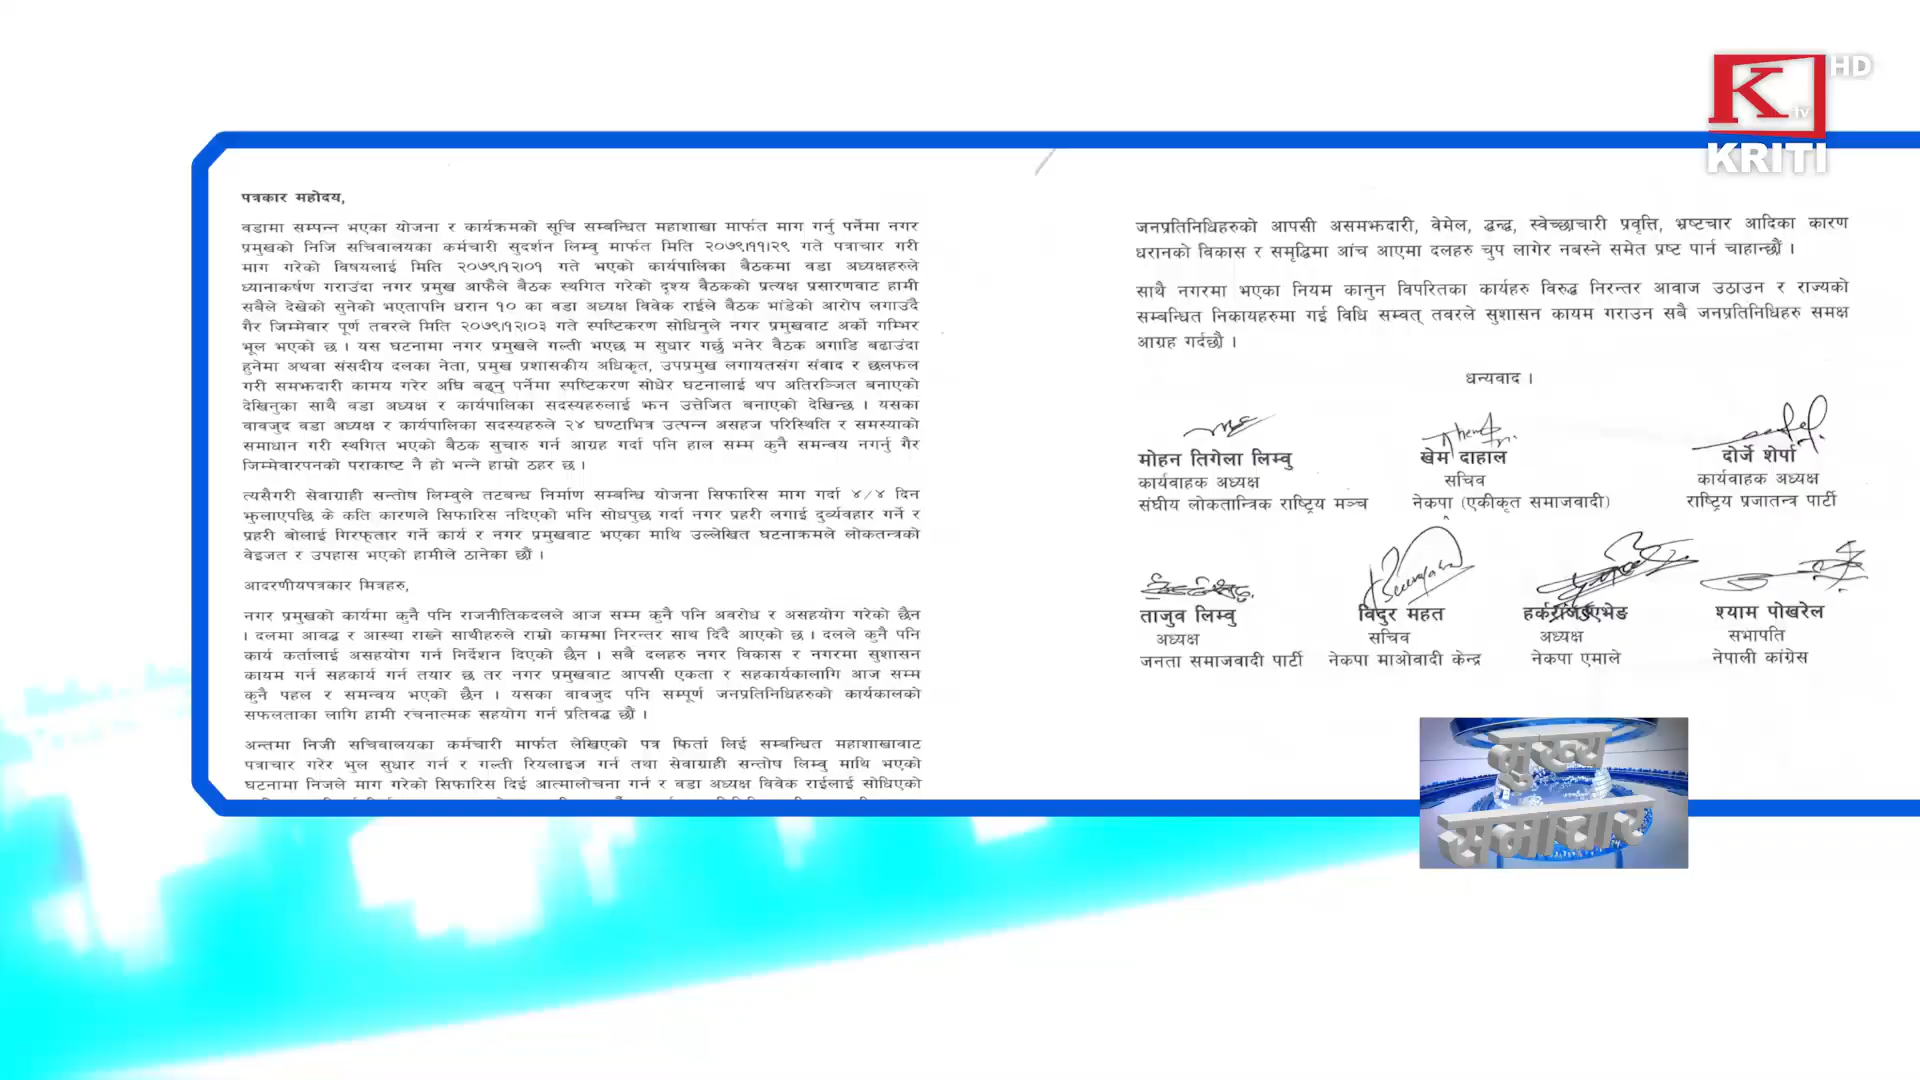 पत्रकार महोदय,
वडामा सम्पन्न भएका योजना र कार्यक्रमको सूचि सम्बन्धित महाशाखा मार्फत माग गर्नु पर्नेमा नगर
प्रमुखको निजि सचिवालयका कर्मचारी सुदर्शन लिम्बु मार्फत मिति २०७९।११।२९ गते पत्राचार गरी
माग गरेको विषयलाई मिति २०७९।१२।०१ गते भएको कार्यपालिका बैठकमा वडा अध्यक्षहरुले
ध्यानाकर्षण गराउंदा नगर प्रमुख आफैले बैठक स्थगित गरेको दृश्य बैठकको प्रत्यक्ष प्रसारणवाट हामी
सबैले देखेको सुनेको भएतापनि धरान १० का वडा अध्यक्ष विवेक राईले बैठक भांडेको आरोप लगाउदै
गैर जिम्मेवार पूर्ण तवरले मिति २०७९।१२।०३ गते स्पष्टिकरण सोधिनुले नगर प्रमुखवाट अर्को गम्भिर
भूल भएको छ । यस घटनामा नगर प्रमुखले गल्ती भएछ म सुधार गर्छु भनेर वैठक अगाडि बढाउंदा
हुनेमा अथवा संसदीय दलका नेता, प्रमुख प्रशासकीय अधिकृत, उपप्रमुख लगायतसंग संवाद र छलफल
गरी समझदारी कामय गरेर अघि बढ्नु पर्नेमा स्पष्टिकरण सोधेर घटनालाई थप अतिरञ्जित बनाएको
देखिनुका साथै वडा अध्यक्ष र कार्यपालिका सदस्यहरुलाई झन उत्तेजित बनाएको देखिन्छ । यसका
वावजुद वडा अध्यक्ष र कार्यपालिका सदस्यहरुले २४ घण्टाभित्र उत्पन्न असहज परिस्थिति र समस्याको
समाधान गरी स्थगित भएको बैठक सुचारु गर्न आग्रह गर्दा पनि हाल सम्म कुनै समन्वय नगर्नु गैर
जिम्मेवारपनको पराकाष्ट नै हो भन्ने हाम्रो ठहर छ ।
त्यसैगरी सेवाग्राही सन्तोष लिम्वुले तटबन्ध निर्माण सम्बन्धि योजना सिफारिस माग गर्दा ४/४ दिन
झुलाएपछि के कति कारणले सिफारिस नदिएको भनि सोधपुछ गर्दा नगर प्रहरी लगाई दुर्व्यवहार गर्ने र
प्रहरी बोलाई गिरफ्तार गर्ने कार्य र नगर प्रमुखवाट भएका माथि उल्लेखित घटनाक्रमले लोकतन्त्रको
वेइजत र उपहास भएको हामीले ठानेका छौं ।
आदरणीयपत्रकार मित्रहरु,
नगर प्रमुखको कार्यमा कुनै पनि राजनीतिकदलले आज सम्म कुनै पनि अवरोध र असहयोग गरेको छैन
। दलमा आवद्ध र आस्था राख्ने साथीहरुले राम्रो काममा निरन्तर साथ दिदै आएको छ । दलले कुनै पनि
कार्य कर्तालाई असहयोग गर्न निर्देशन दिएको छैन । सबै दलहरु नगर विकास र नगरमा सुशासन
कायम गर्न सहकार्य गर्न तयार छ तर नगर प्रमुखवाट आपसी एकता र सहकार्यकालागि आज सम्म
कुनै पहल र समन्वय भएको छैन । यसका वावजुद पनि सम्पूर्ण जनप्रतिनिधिहरुको कार्यकालको
सफलताका लागि हामी रचनात्मक सहयोग गर्न प्रतिवद्ध छौं ।
अन्तमा निजी सचिवालयका कर्मचारी मार्फत लेखिएको पत्र फिर्ता लिई सम्बन्धित महाशाखावाट
पत्राचार गरेर भुल सुधार गर्न र गल्ती रियलाइज गर्न तथा सेवाग्राही सन्तोष लिम्वु माथि भएको
घटनामा निजले माग गरेको सिफारिस दिई आत्मालोचना गर्न र वडा अध्यक्ष विवेक राईलाई सोधिएको
जनप्रतिनिधिहरुको आपसी असमझदारी, वेमेल, द्वन्द्व, स्वेच्छाचारी प्रवृत्ति, भ्रष्टचार आदिका कारण
धरानको विकास र समृद्धिमा आंच आएमा दलहरु चुप लागेर नबस्ने समेत प्रष्ट पार्न चाहान्छौं ।
साथै नगरमा भएका नियम कानुन विपरितका कार्यहरु विरुद्ध निरन्तर आवाज उठाउन र राज्यको
सम्बन्धित निकायहरुमा गई विधि सम्वत् तवरले सुशासन कायम गराउन सबै जनप्रतिनिधिहरु समक्ष
आग्रह गर्दछौ ।
धन्यवाद ।
मोहन तिगेला लिम्वु
कार्यवाहक अध्यक्ष
संघीय लोकतान्त्रिक राष्ट्रिय मञ्च
खेम दाहाल
सचिव
नेकपा (एकीकृत समाजवादी)
दोर्जे शेर्पा
कार्यवाहक अध्यक्ष
राष्ट्रिय प्रजातन्त्र पार्टी
ताजुव लिम्वु
अध्यक्ष
जनता समाजवादी पार्टी
विदुर महत
सचिव
नेकपा माओवादी केन्द्र
अध्यक्ष
नेकपा एमाले
श्याम पोखरेल
सभापति
नेपाली कांग्रेस
K tv HD
KRITI
मुख्य
समाचार